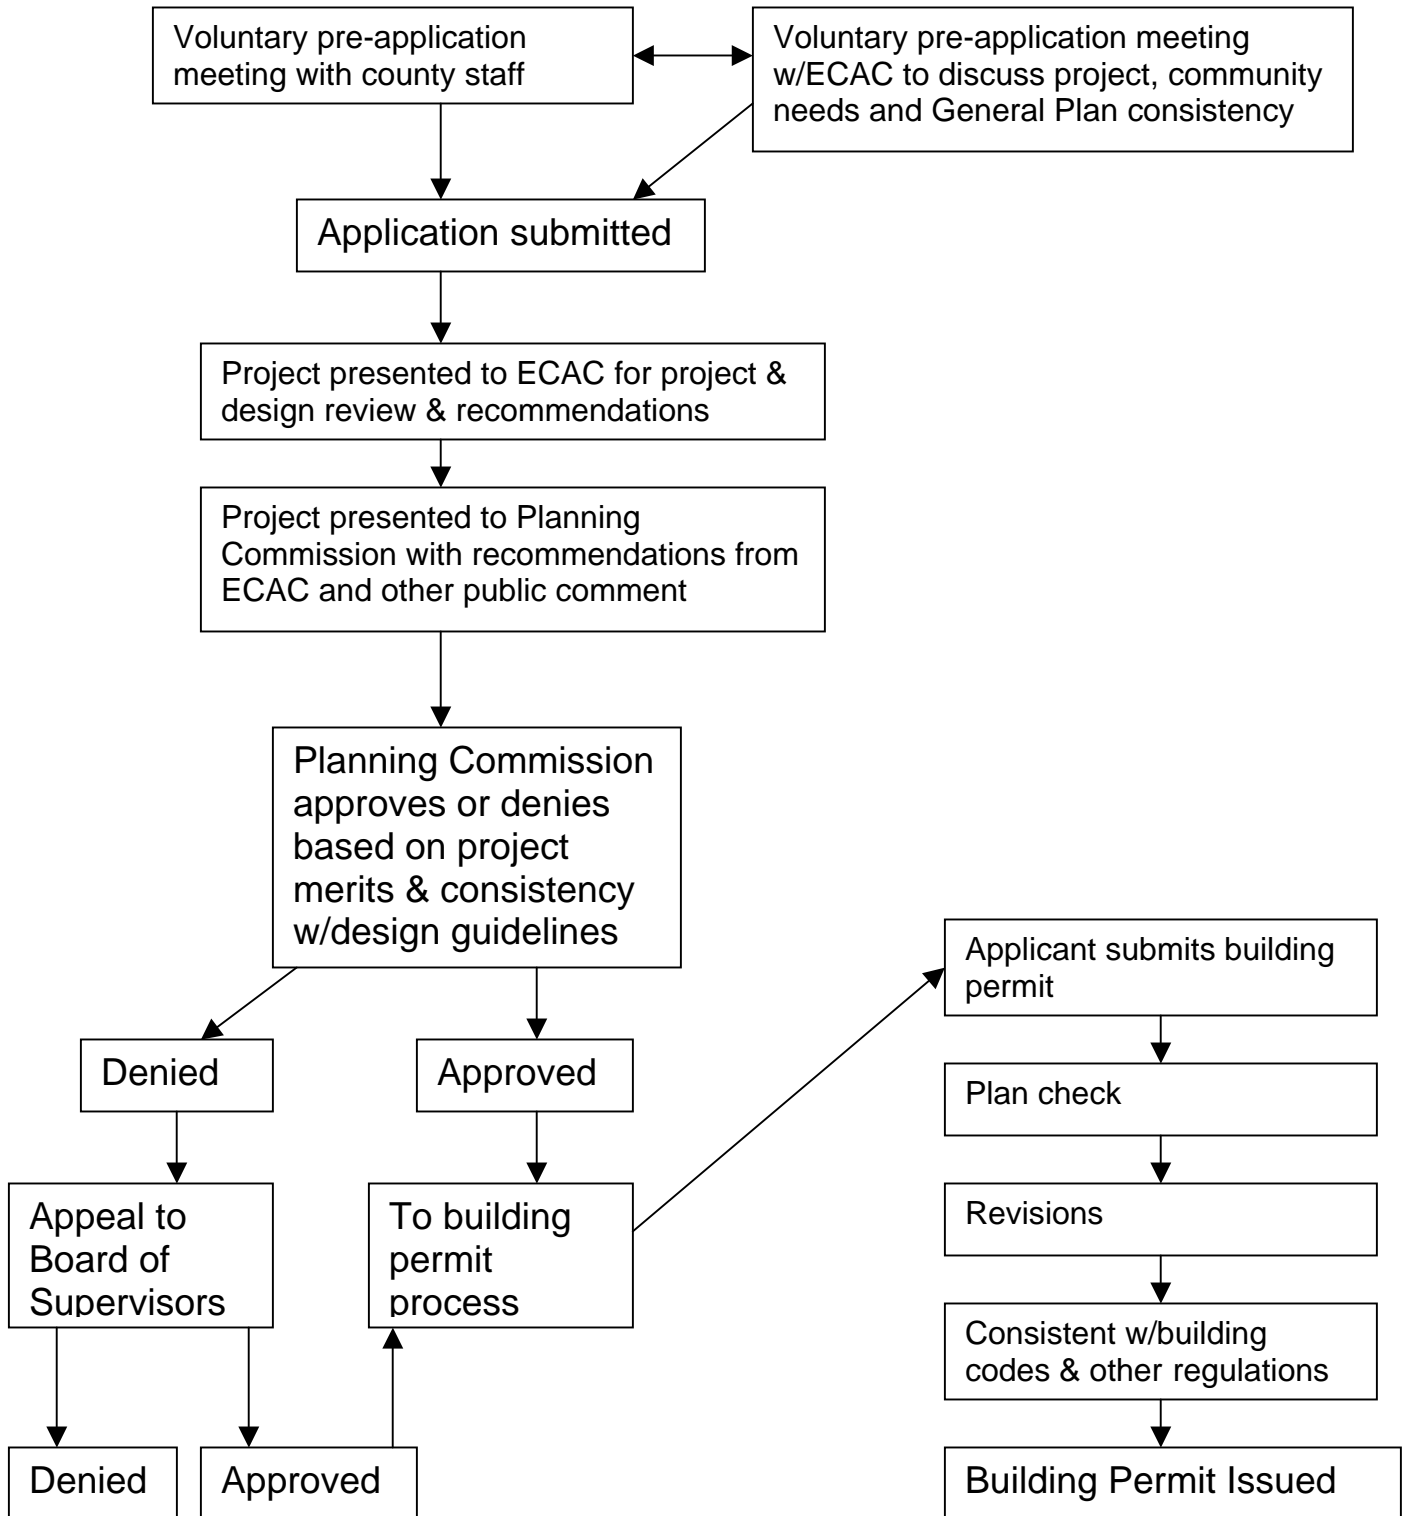 Voluntary pre-application
meeting with county staff
Voluntary pre-application meeting
w/ECAC to discuss project, community
needs and General Plan consistency
Application submitted
Project presented to ECAC for project &
design review & recommendations
Project presented to Planning
Commission with recommendations from
ECAC and other public comment
Planning Commission
approves or denies
based on project
merits & consistency
w/design guidelines
Denied
Approved
Appeal to
Board of
Supervisors
To building
permit
process
Denied
Approved
Applicant submits building
permit
Plan check
Revisions
Consistent w/building
codes & other regulations
Building Permit Issued